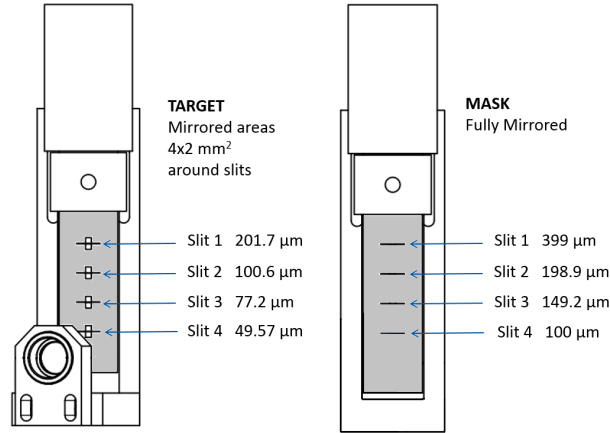 TARGET
Mirrored areas
4x2 mm²
around slits
Slit 1 201.7 µm
Slit 2 100.6 µm
Slit 3 77.2 µm
Slit 4 49.57 µm
MASK
Fully Mirrored
Slit 1 399 µm
Slit 2 198.9 µm
Slit 3 149.2 µm
Slit 4 100 µm